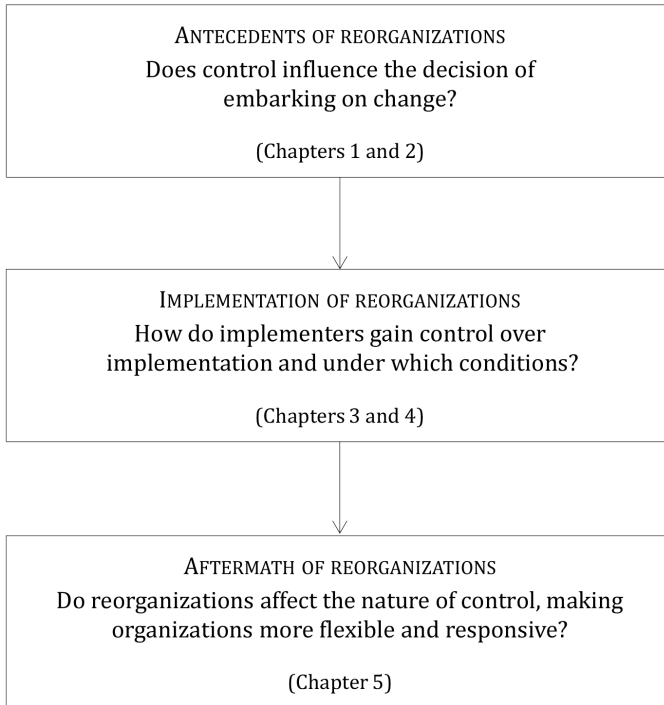 ANTECEDENTS OF REORGANIZATIONS
Does control influence the decision of
embarking on change?
(Chapters 1 and 2)
IMPLEMENTATION OF REORGANIZATIONS
How do implementers gain control over
implementation and under which conditions?
(Chapters 3 and 4)
AFTERMATH OF REORGANIZATIONS
Do reorganizations affect the nature of control, making
organizations more flexible and responsive?
(Chapter 5)